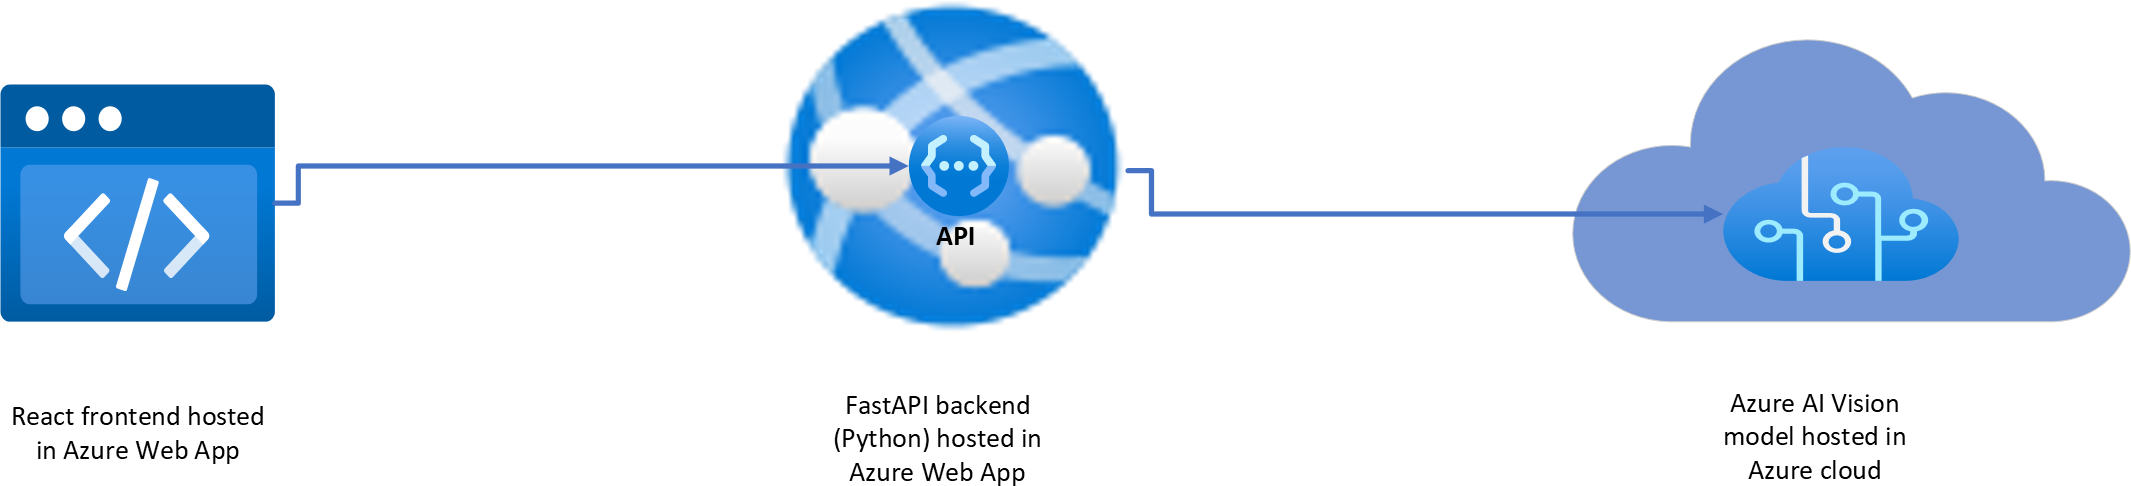 API
React frontend hosted
in Azure Web App
FastAPI backend
(Python) hosted in
Azure Web App
Azure AI Vision
model hosted in
Azure cloud